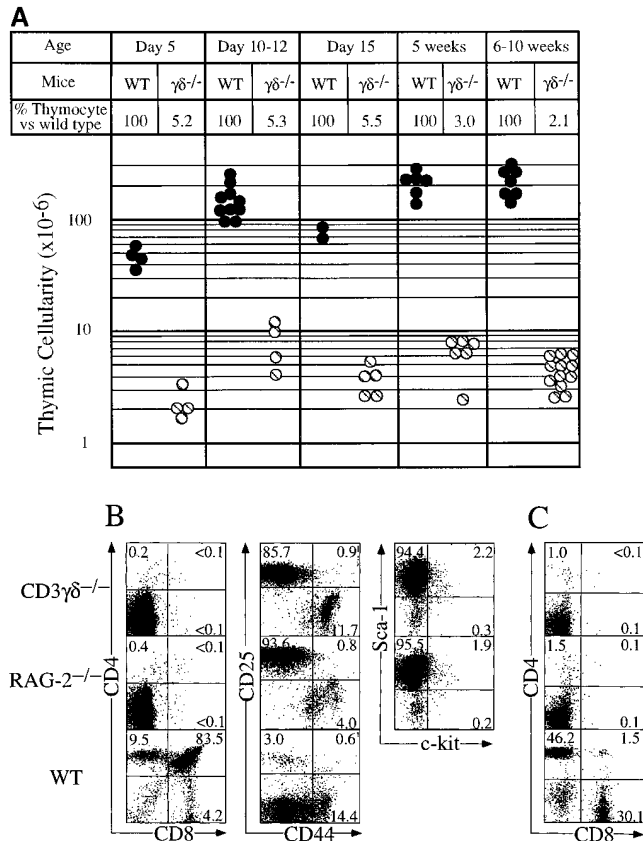 A
Age Day 5 Day 10-12 Day 15 5 weeks 6-10 weeks
Mice WT γδ-/- WT γδ-/- WT γδ-/- WT γδ-/- WT γδ-/-
% Thymocyte vs wild type 100 5.2 100 5.3 100 5.5 100 3.0 100 2.1
Thymic Cellularity (x10-6)
100
10
1
B
C
CD3γδ-/-
0.2 <0.1
<0.1
85.7 0.9
11.7
94.4 2.2
0.3
1.0 <0.1
0.1
RAG-2-/-
0.4 <0.1
<0.1
93.6 0.8
4.0
95.5 1.9
0.2
1.5 0.1
0.1
WT
9.5 83.5
4.2
3.0 0.6
14.4
46.2 1.5
30.1
CD4
CD8
CD25
CD44
Sca-1
c-kit
CD4
CD8